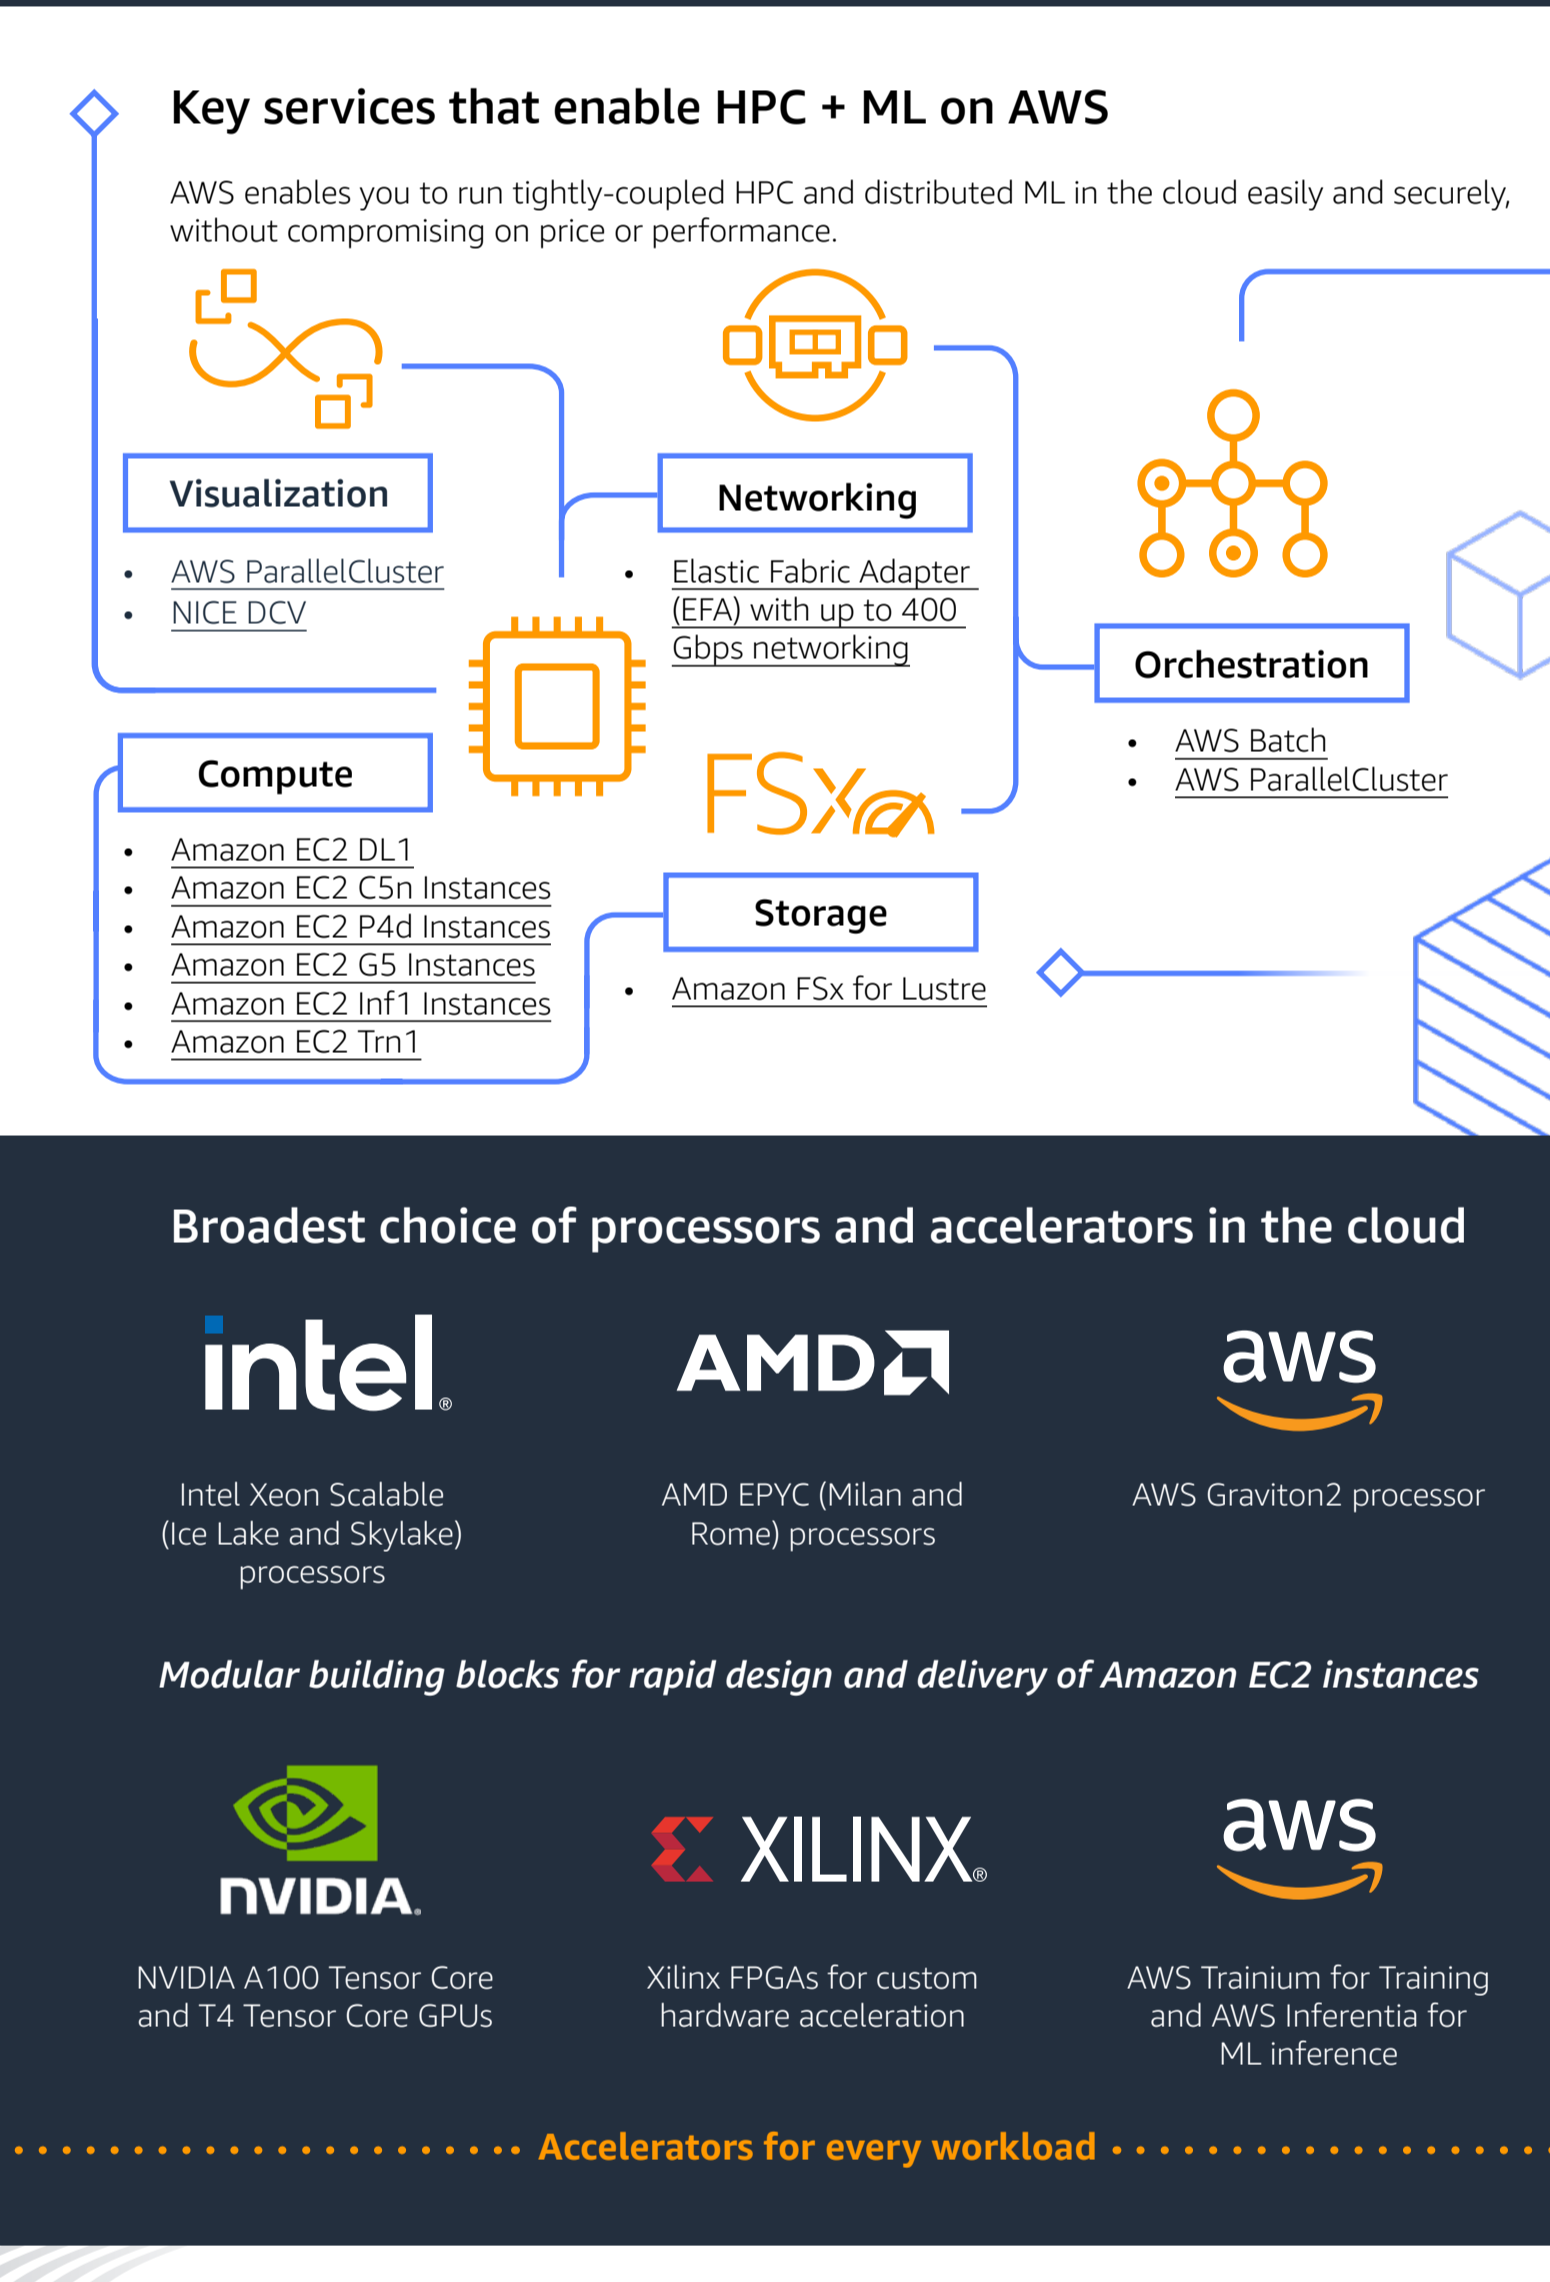 Key services that enable HPC + ML on AWS
AWS enables you to run tightly-coupled HPC and distributed ML in the cloud easily and securely,
without compromising on price or performance.
Visualization
• AWS ParallelCluster
• NICE DCV
Networking
• Elastic Fabric Adapter
(EFA) with up to 400
Gbps networking
Orchestration
• AWS Batch
• AWS ParallelCluster
Compute
• Amazon EC2 DL1
• Amazon EC2 C5n Instances
• Amazon EC2 P4d Instances
• Amazon EC2 G5 Instances
• Amazon EC2 Inf1 Instances
• Amazon EC2 Trn1
FSx
Storage
• Amazon FSx for Lustre
Broadest choice of processors and accelerators in the cloud
intel®
AMD
aws
Intel Xeon Scalable
(Ice Lake and Skylake)
processors
AMD EPYC (Milan and
Rome) processors
AWS Graviton2 processor
Modular building blocks for rapid design and delivery of Amazon EC2 instances
NVIDIA
XILINX®
aws
NVIDIA A100 Tensor Core
and T4 Tensor Core GPUs
Xilinx FPGAs for custom
hardware acceleration
AWS Trainium for Training
and AWS Inferentia for
ML inference
Accelerators for every workload